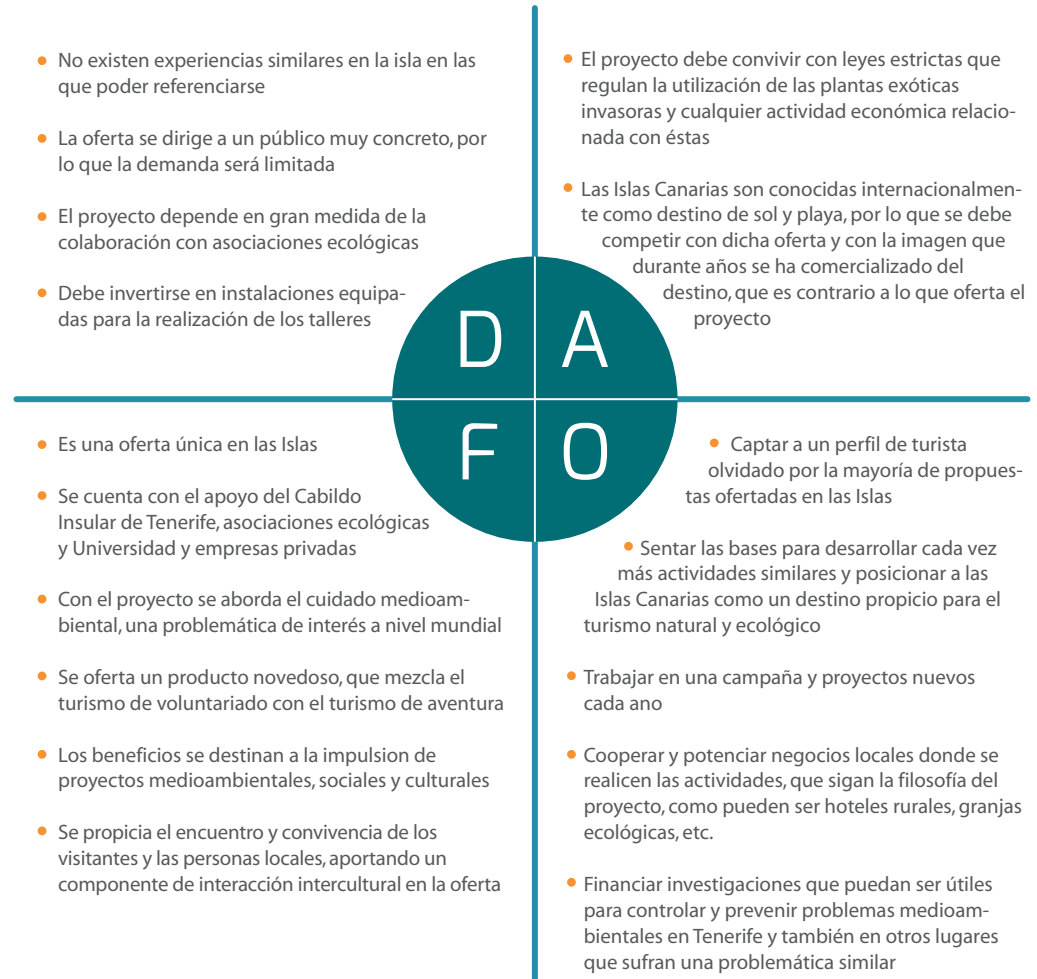 No existen experiencias similares en la isla en las
que poder referenciarse
La oferta se dirige a un público muy concreto, por
lo que la demanda será limitada
El proyecto depende en gran medida de la
colaboración con asociaciones ecológicas
Debe invertirse en instalaciones equipa-
das para la realización de los talleres
El proyecto debe convivir con leyes estrictas que
regulan la utilización de las plantas exóticas
invasoras y cualquier actividad económica relacio-
nada con éstas
Las Islas Canarias son conocidas internacionalmen-
te como destino de sol y playa, por lo que se debe
competir con dicha oferta y con la imagen que
durante años se ha comercializado del
destino, que es contrario a lo que oferta el
proyecto
D A
F O
Es una oferta única en las Islas
Se cuenta con el apoyo del Cabildo
Insular de Tenerife, asociaciones ecológicas
y Universidad y empresas privadas
Con el proyecto se aborda el cuidado medioam-
biental, una problemática de interés a nivel mundial
Se oferta un producto novedoso, que mezcla el
turismo de voluntariado con el turismo de aventura
Los beneficios se destinan a la impulsion de
proyectos medioambientales, sociales y culturales
Se propicia el encuentro y convivencia de los
visitantes y las personas locales, aportando un
componente de interacción intercultural en la oferta
Captar a un perfil de turista
olvidado por la mayoría de propues-
tas ofertadas en las Islas
Sentar las bases para desarrollar cada vez
más actividades similares y posicionar a las
Islas Canarias como un destino propicio para el
turismo natural y ecológico
Trabajar en una campaña y proyectos nuevos
cada ano
Cooperar y potenciar negocios locales donde se
realicen las actividades, que sigan la filosofía del
proyecto, como pueden ser hoteles rurales, granjas
ecológicas, etc.
Financiar investigaciones que puedan ser útiles
para controlar y prevenir problemas medioam-
bientales en Tenerife y también en otros lugares
que sufran una problemática similar